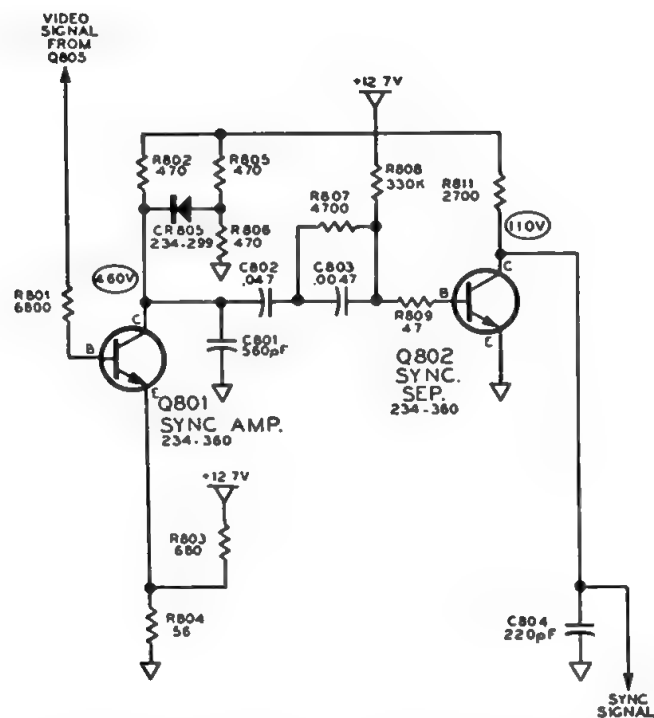 VIDEO
SIGNAL
FROM
Q805
+12 7V
R802
470
R805
470
R808
330K
R811
2700
R807
4700
CR805
234-299
R806
470
110V
460V
C802
.047
C803
.0047
C
R801
6800
C
B
R809
47
B
C801
560pF
E
Q802
SYNC.
SEP.
234-360
E
Q801
SYNC AMP.
234-360
+12 7V
R803
680
R804
56
C804
220pF
SYNC
SIGNAL